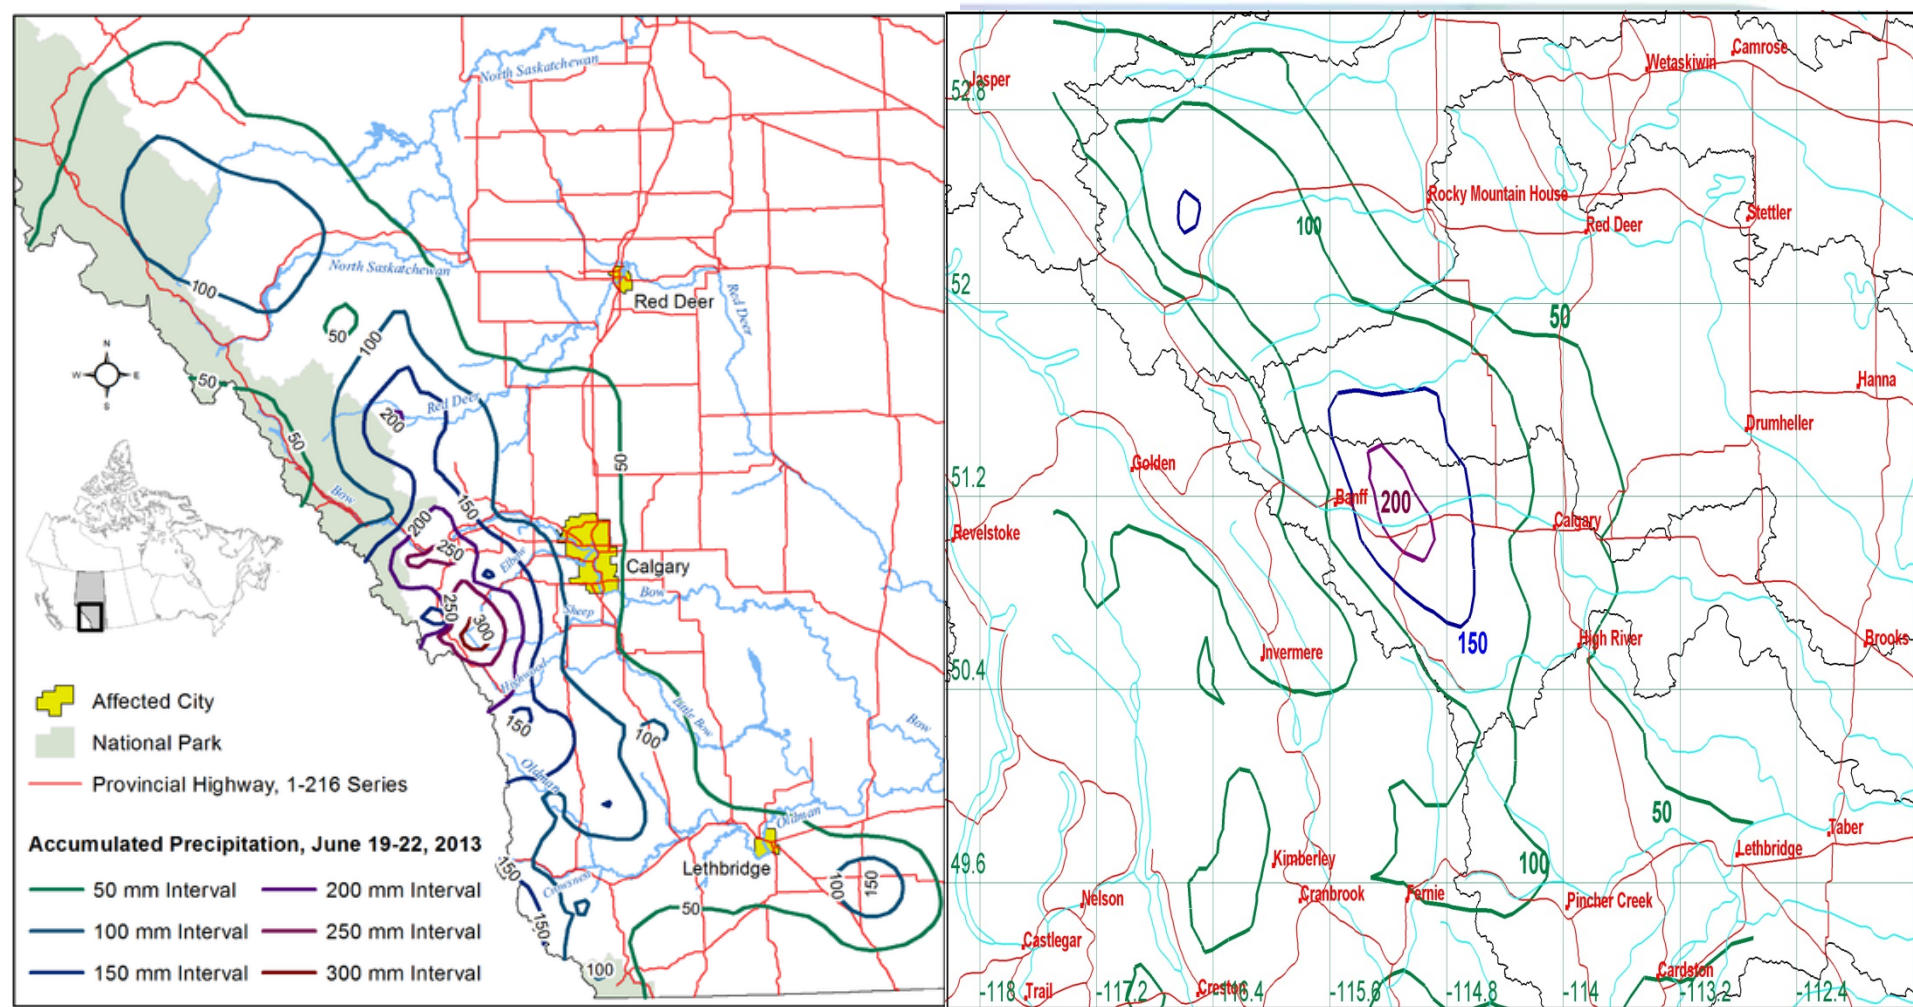 North Saskatchewan
North Saskatchewan
100
50
100
Red Deer
Red Deer
N
W E
S
50
200
Red Deer
50
50
Bow
200
150
250
Elbow
Calgary
Bow
250
300
Sheep
Highwood
150
100
Little Bow
Bow
Oldman
Oldman
Lethbridge
150
Crowsnest
100
150
50
150
100
Affected City
National Park
Provincial Highway, 1-216 Series
Accumulated Precipitation, June 19-22, 2013
50 mm Interval
200 mm Interval
100 mm Interval
250 mm Interval
150 mm Interval
300 mm Interval
Jasper
52.8
Wetaskiwin
Camrose
Rocky Mountain House
100
Red Deer
Stettler
52
50
Hanna
Drumheller
Golden
51.2
Banff
200
Calgary
Revelstoke
Invermere
150
High River
Brooks
50.4
50
Taber
Lethbridge
49.6
Kimberley
100
Nelson
Cranbrook
Fernie
Pincher Creek
Castlegar
Cardston
-118
Trail
-117.2
Creston
-116.4
-115.6
-114.8
-114
-113.2
-112.4